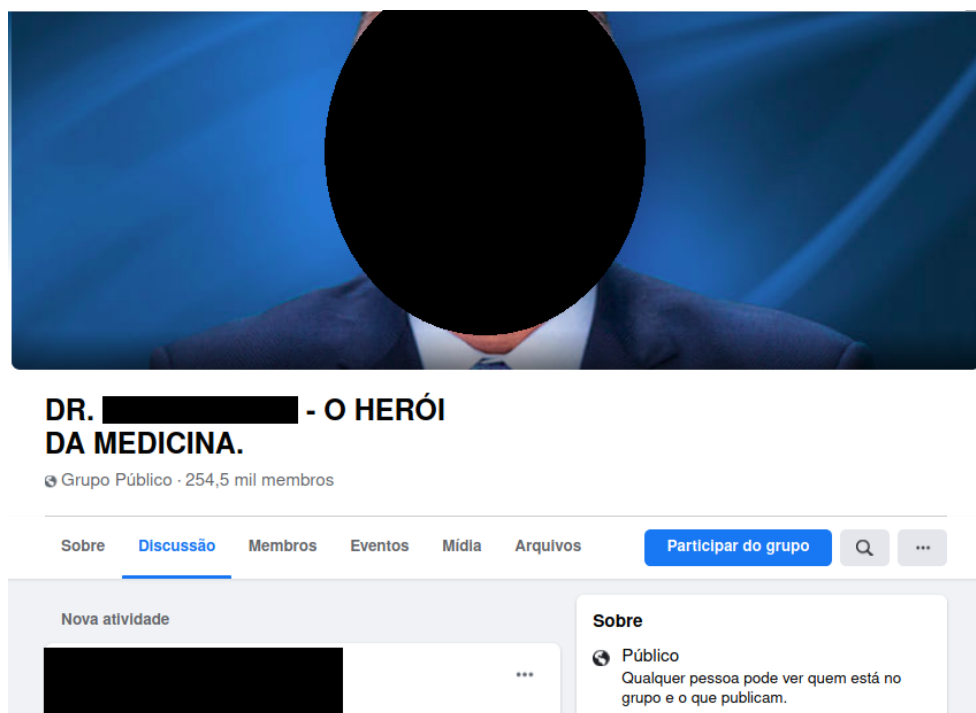 DR. - O HERÓI
DA MEDICINA.
Grupo Público · 254,5 mil membros
Sobre Discussão Membros Eventos Mídia Arquivos Participar do grupo ...
Nova atividade
...
Sobre
Público
Qualquer pessoa pode ver quem está no
grupo e o que publicam.